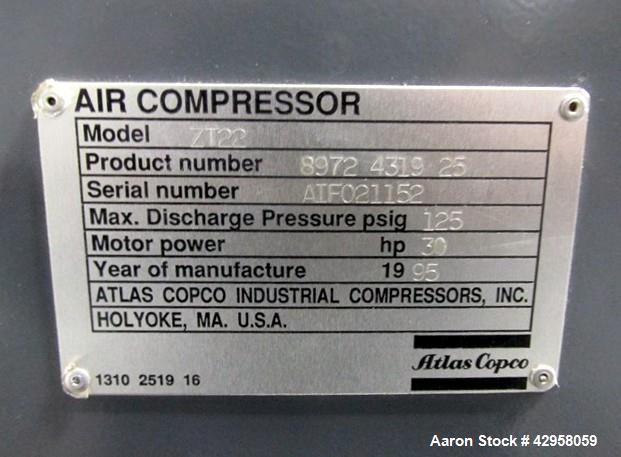 AIR COMPRESSOR
Model ZT22
Product number 8972 4319 25
Serial number AIF021152
Max. Discharge Pressure psig 125
Motor power hp 30
Year of manufacture 19 95
ATLAS COPCO INDUSTRIAL COMPRESSORS, INC.
HOLYOKE, MA. U.S.A.
Atlas Copco
1310 2519 16
Aaron Stock # 42958059